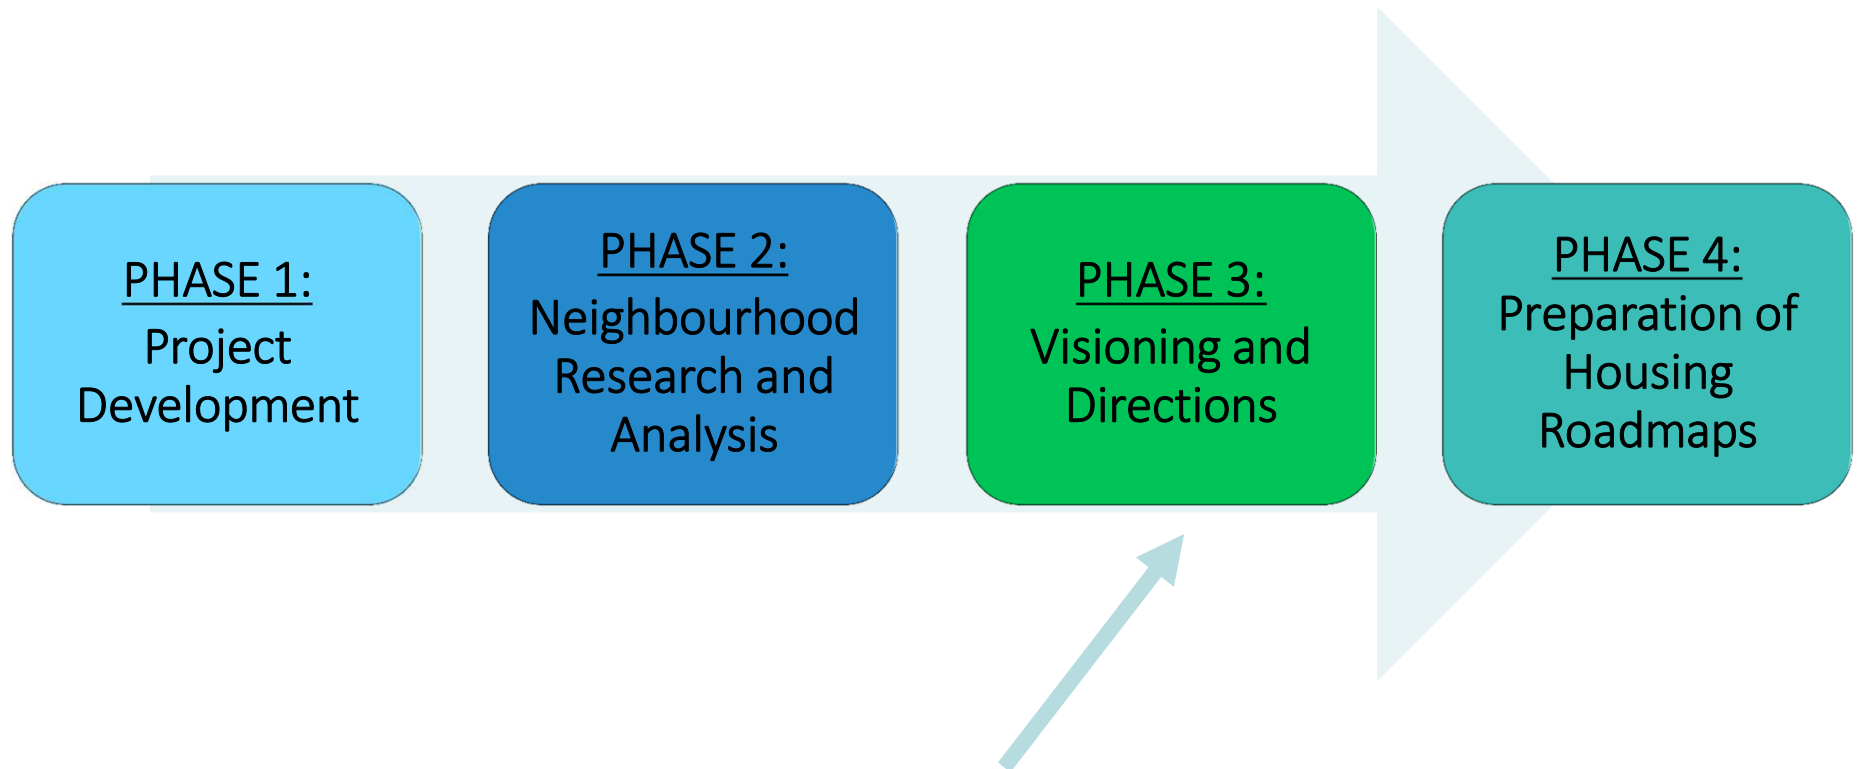 PHASE 1:
Project
Development
PHASE 2:
Neighbourhood
Research and
Analysis
PHASE 3:
Visioning and
Directions
PHASE 4:
Preparation of
Housing
Roadmaps